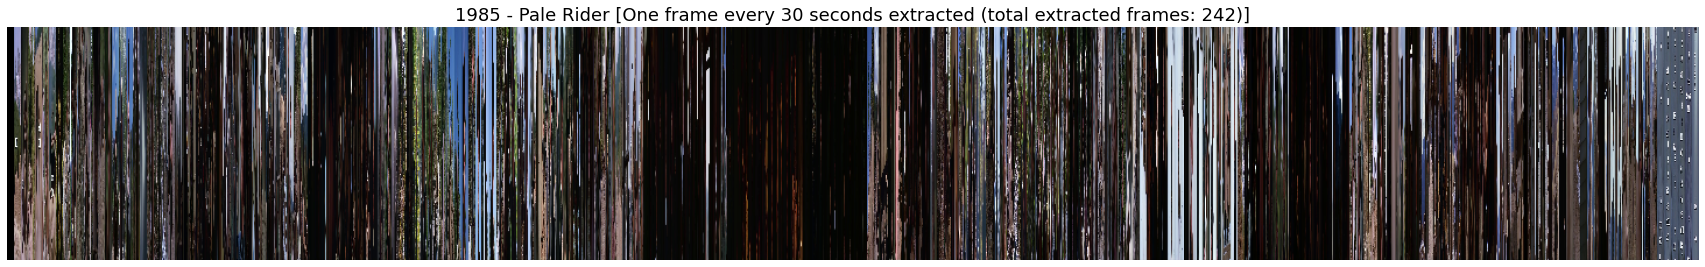 1985 - Pale Rider [One frame every 30 seconds extracted (total extracted frames: 242)]